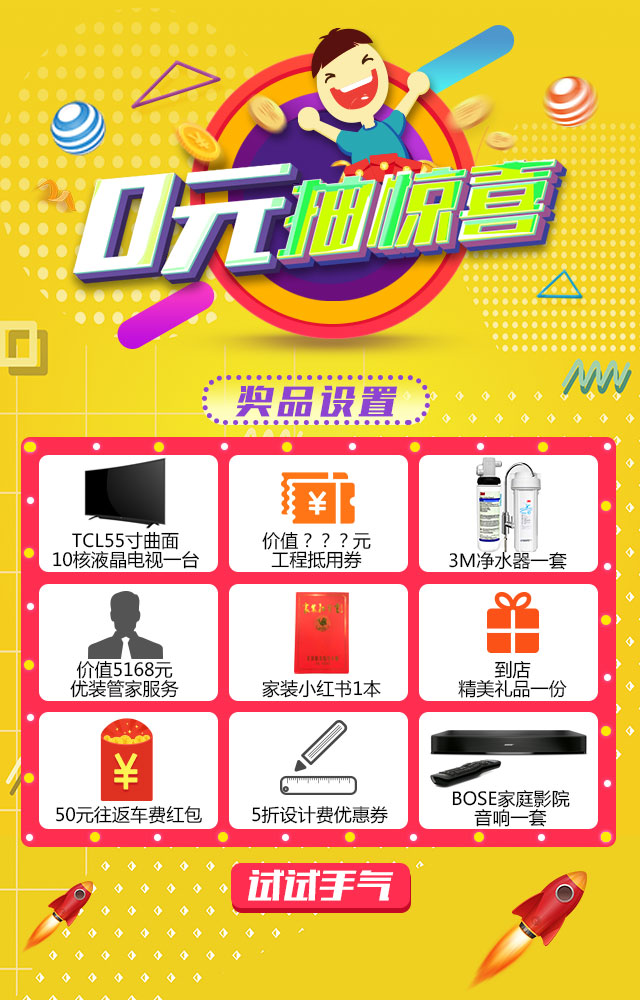 0元抽惊喜
奖品设置
TCL55寸曲面
10核液晶电视一台
价值？？？元
工程抵用券
3M净水器一套
价值5168元
优装管家服务
家装小红书1本
到店
精美礼品一份
50元往返车费红包
5折设计费优惠券
BOSE家庭影院
音响一套
试试手气